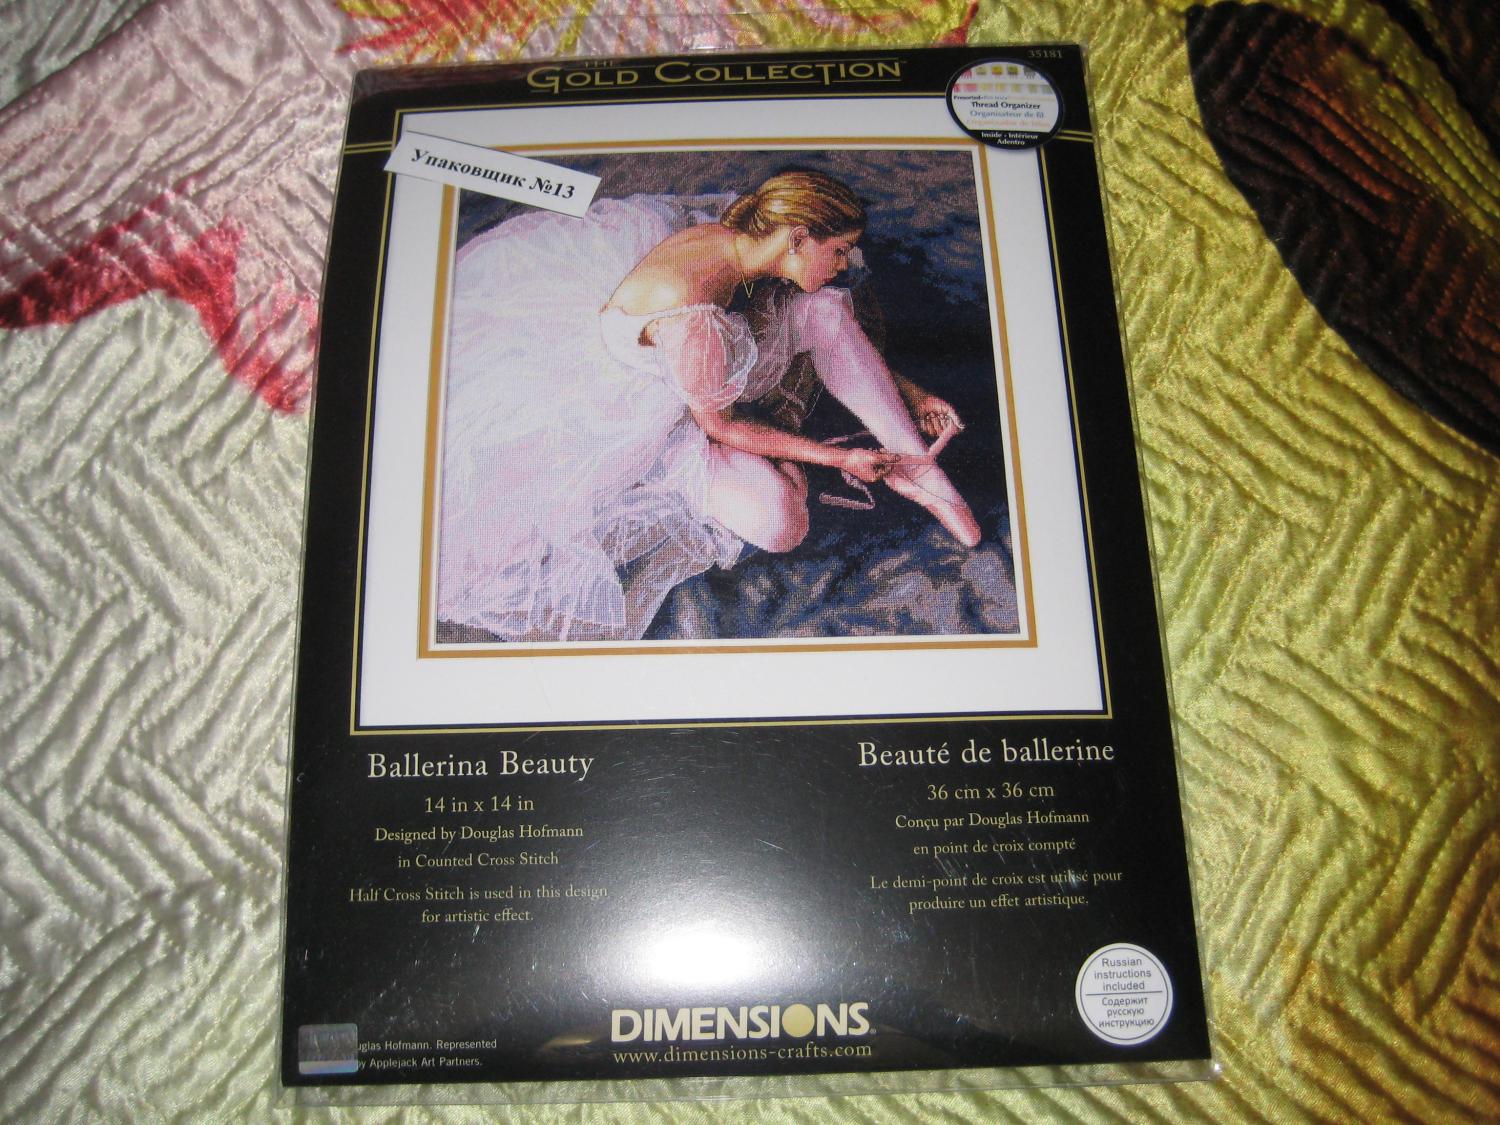 35181
THE
GOLD COLLECTION™
Thread Organizer
Organisateur de fil
Inside • Intérieur
Adentro
Упаковщик №13
Ballerina Beauty
14 in x 14 in
Designed by Douglas Hofmann
in Counted Cross Stitch
Half Cross Stitch is used in this design
for artistic effect.
Beauté de ballerine
36 cm x 36 cm
Conçu par Douglas Hofmann
en point de croix compté
Le demi-point de croix est utilisé pour
produire un effet artistique.
Russian
instructions
included
Содержит
русскую
инструкцию
DIMENSIONS®
www.dimensions-crafts.com
Hofmann. Represented
Applejack Art Partners.